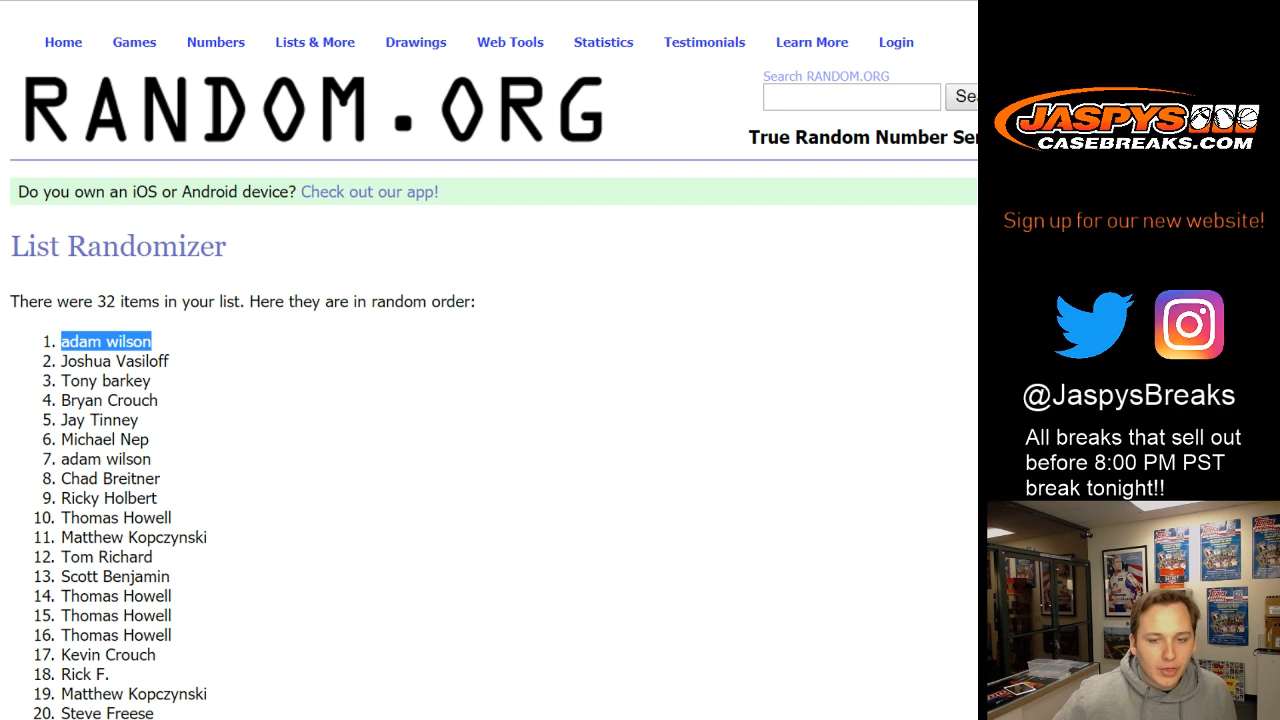 Home Games Numbers Lists & More Drawings Web Tools Statistics Testimonials Learn More Login
RANDOM.ORG
Search RANDOM.ORG
Sea
True Random Number Ser
Do you own an iOS or Android device? Check out our app!
List Randomizer
There were 32 items in your list. Here they are in random order:
1. adam wilson
2. Joshua Vasiloff
3. Tony barkey
4. Bryan Crouch
5. Jay Tinney
6. Michael Nep
7. adam wilson
8. Chad Breitner
9. Ricky Holbert
10. Thomas Howell
11. Matthew Kopczynski
12. Tom Richard
13. Scott Benjamin
14. Thomas Howell
15. Thomas Howell
16. Thomas Howell
17. Kevin Crouch
18. Rick F.
19. Matthew Kopczynski
20. Steve Freese
JASPYS
CASEBREAKS.COM
Sign up for our new website!
@JaspysBreaks
All breaks that sell out
before 8:00 PM PST
break tonight!!
Topps
Topps